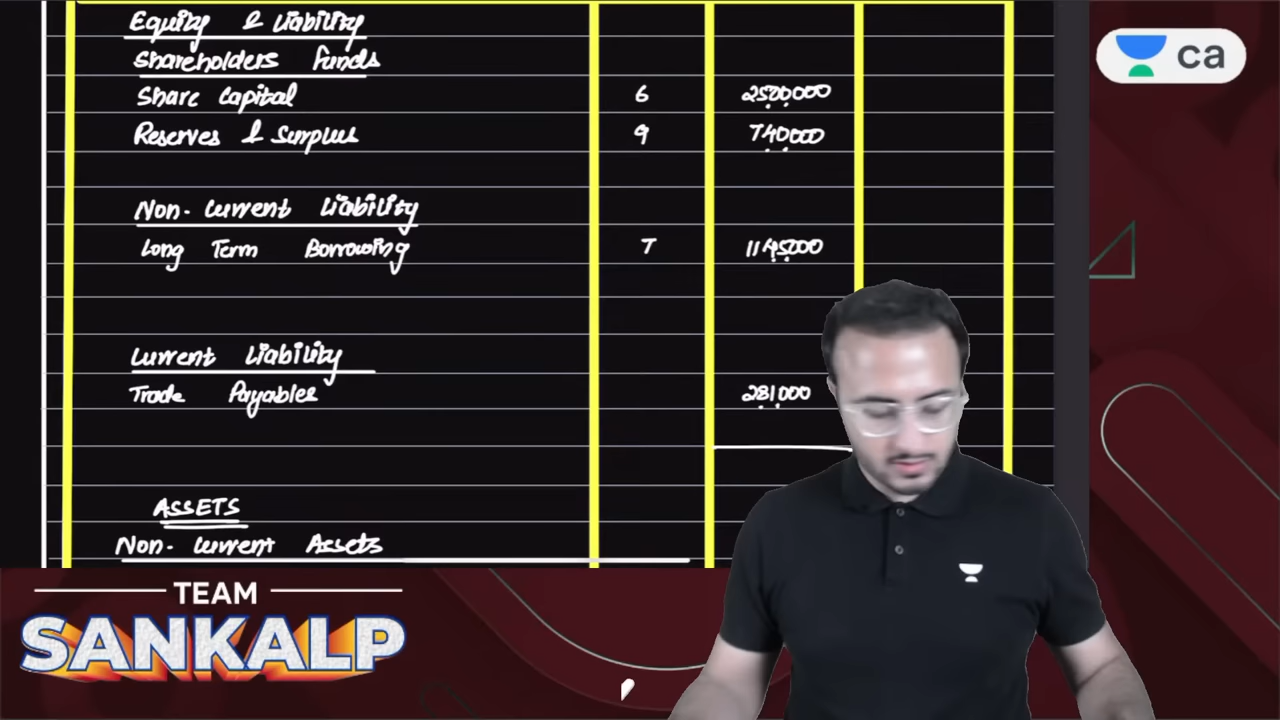 Equity & Liability
Shareholders Funds
Share Capital 6 2500000
Reserves & Surplus 9 740000
Non-Current Liability
Long Term Borrowing 7 1145000
Current Liability
Trade Payables 281000
ASSETS
Non-Current Assets
ca
TEAM
SANKALP